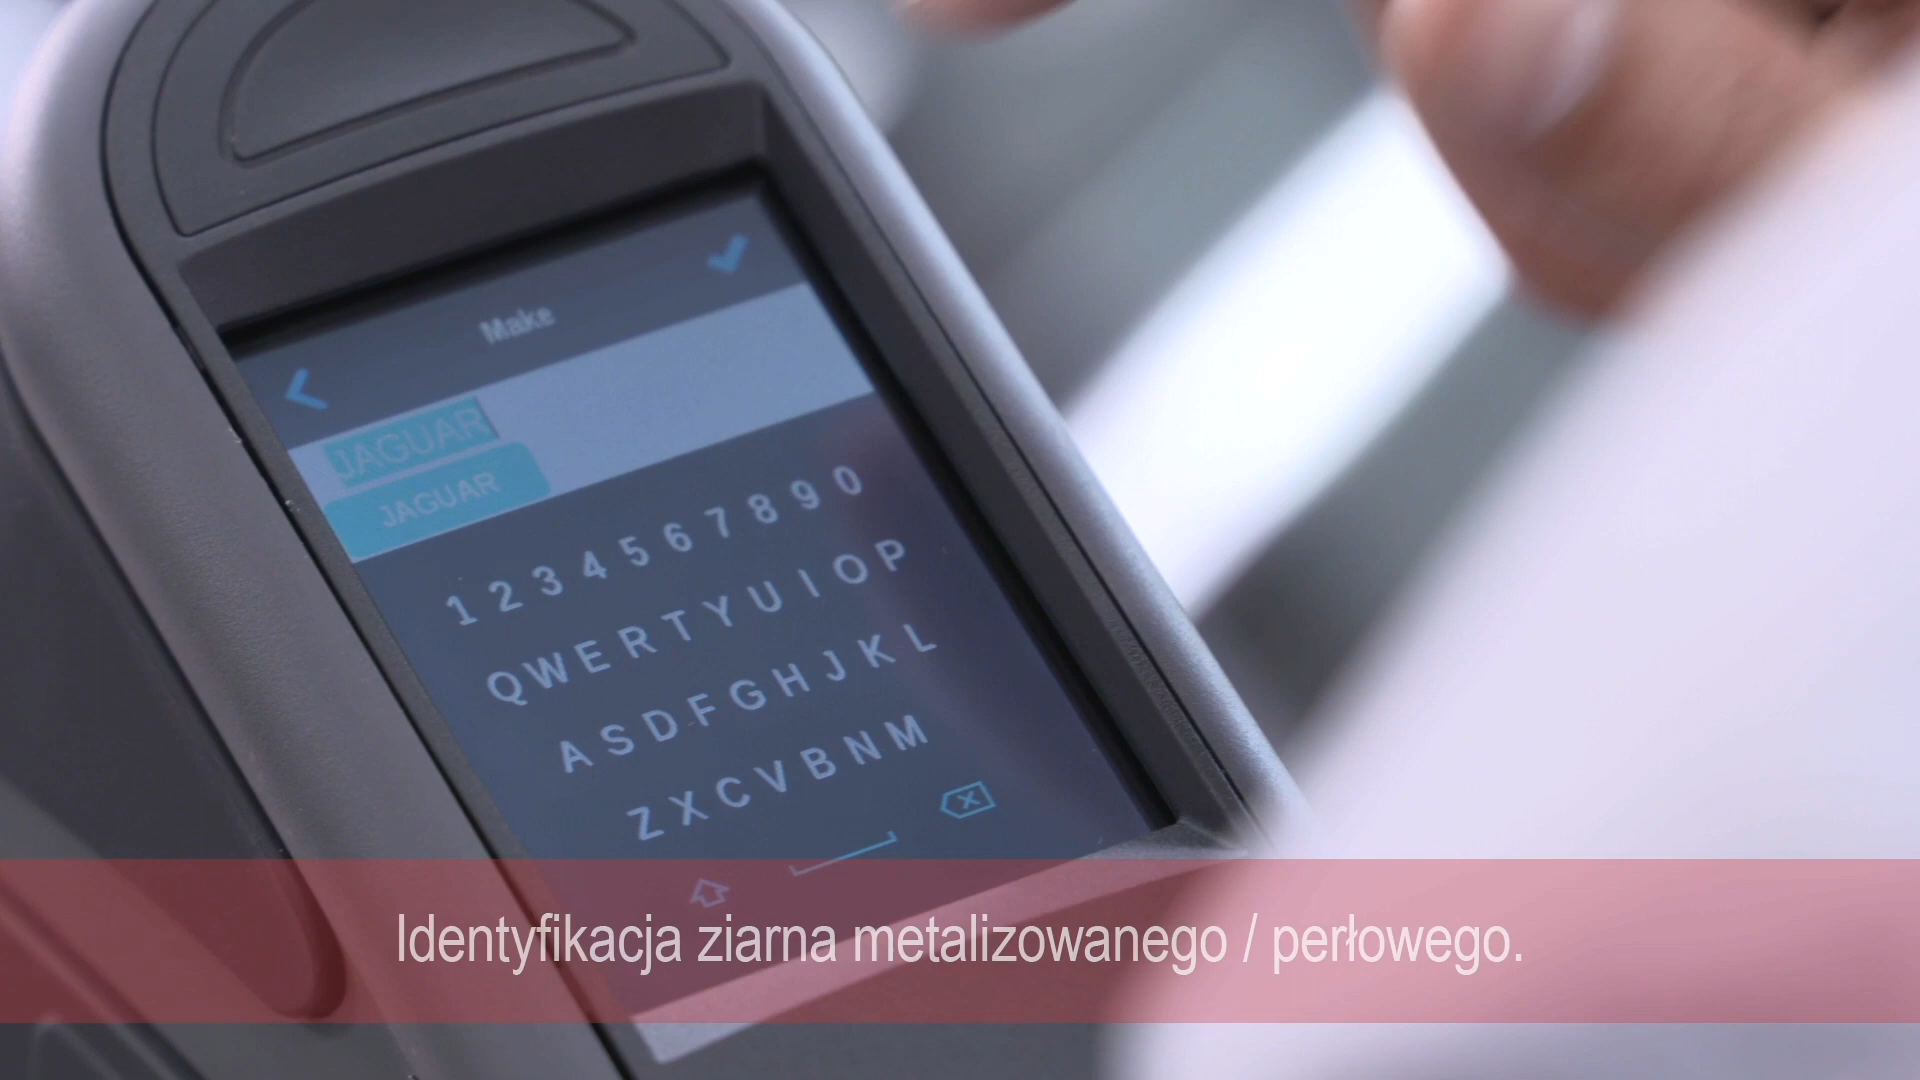 Make
JAGUAR
JAGUAR
1 2 3 4 5 6 7 8 9 0
Q W E R T Y U I O P
A S D F G H J K L
Z X C V B N M
Identyfikacja ziarna metalizowanego / perłowego.